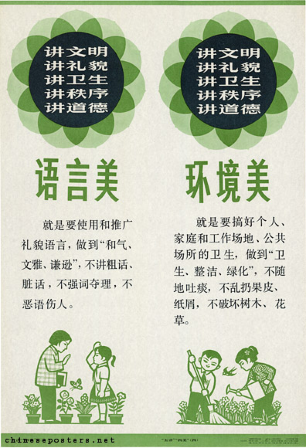 讲文明
讲礼貌
讲卫生
讲秩序
讲道德
语言美
就是要使用和推广
礼貌语言，做到“和气、
文雅、谦逊”，不讲粗话、
脏话，不强词夺理，不
恶语伤人。
讲文明
讲礼貌
讲卫生
讲秩序
讲道德
环境美
就是要搞好个人、
家庭和工作场地、公共
场所的卫生，做到“卫
生、整洁、绿化”，不随
地吐痰，不乱扔果皮、
纸屑，不破坏树木、花
草。
chineseposters.net